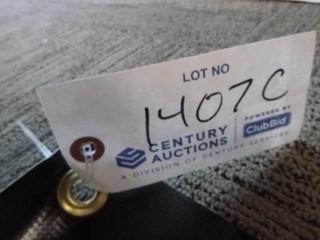 LOT NO
1407C
CENTURY AUCTIONS
POWERED BY
ClubBid
A DIVISION OF CENTURY SERVICES